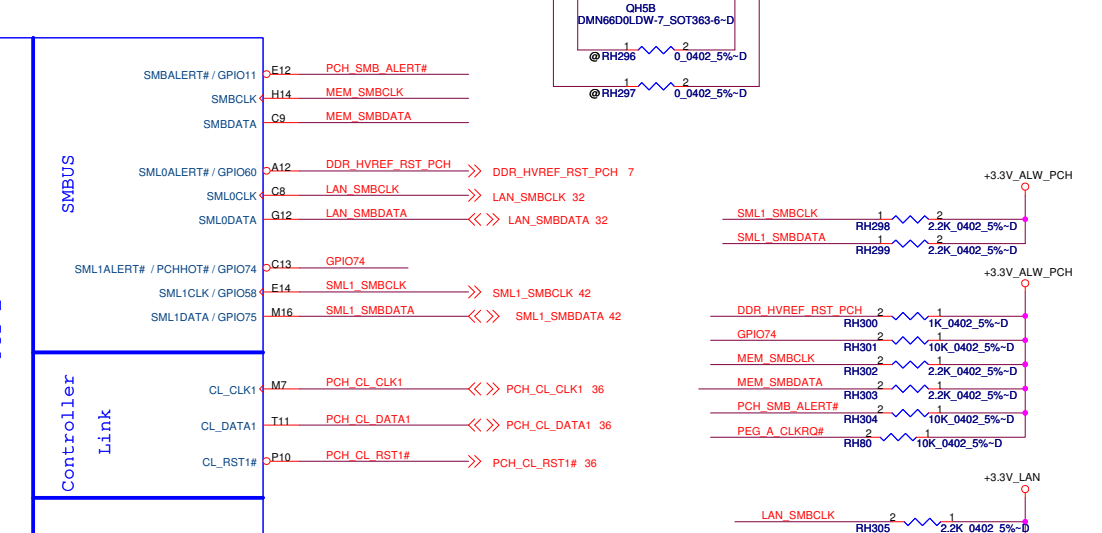 QH5B
DMN66D0LDW-7_SOT363-6~D
1 2
@RH296 0_0402_5%~D
1 2
@RH297 0_0402_5%~D
SMBUS
SMBALERT# / GPIO11 E12 PCH_SMB_ALERT#
SMBCLK H14 MEM_SMBCLK
SMBDATA C9 MEM_SMBDATA
SML0ALERT# / GPIO60 A12 DDR_HVREF_RST_PCH DDR_HVREF_RST_PCH 7
SML0CLK C8 LAN_SMBCLK LAN_SMBCLK 32
SML0DATA G12 LAN_SMBDATA LAN_SMBDATA 32
SML1ALERT# / PCHHOT# / GPIO74 C13 GPIO74
SML1CLK / GPIO58 E14 SML1_SMBCLK SML1_SMBCLK 42
SML1DATA / GPIO75 M16 SML1_SMBDATA SML1_SMBDATA 42
Controller
Link
CL_CLK1 M7 PCH_CL_CLK1 PCH_CL_CLK1 36
CL_DATA1 T11 PCH_CL_DATA1 PCH_CL_DATA1 36
CL_RST1# P10 PCH_CL_RST1# PCH_CL_RST1# 36
+3.3V_ALW_PCH
SML1_SMBCLK 1 2
RH298 2.2K_0402_5%~D
SML1_SMBDATA 1 2
RH299 2.2K_0402_5%~D
+3.3V_ALW_PCH
DDR_HVREF_RST_PCH 2 1
RH300 1K_0402_5%~D
GPIO74 2 1
RH301 10K_0402_5%~D
MEM_SMBCLK 2 1
RH302 2.2K_0402_5%~D
MEM_SMBDATA 2 1
RH303 2.2K_0402_5%~D
PCH_SMB_ALERT# 2 1
RH304 10K_0402_5%~D
PEG_A_CLKRQ# 2 1
RH80 10K_0402_5%~D
+3.3V_LAN
LAN_SMBCLK 2 1
RH305 2.2K_0402_5%~D